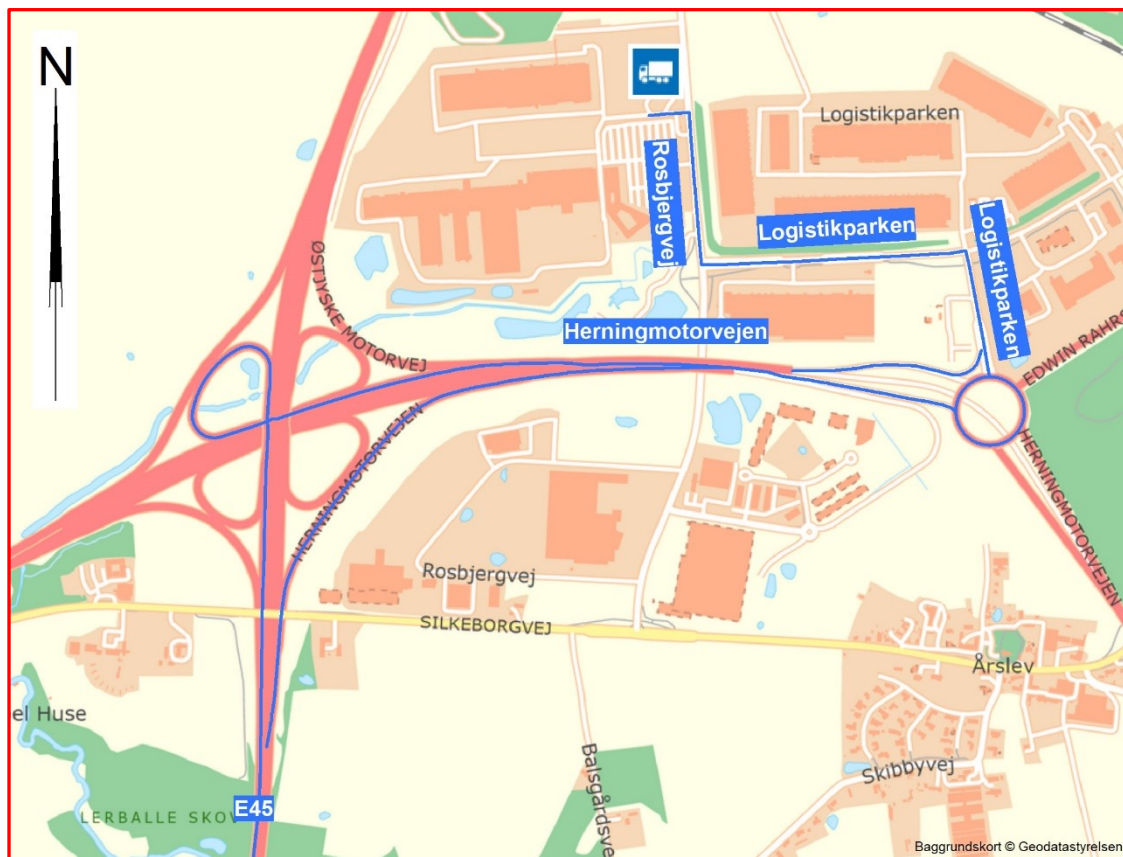 N
Logistikparken
Rosbjergvej
Logistikparken
Logistikparken
ØSTJYSKE MOTORVEJ
Herningmotorvejen
EDWIN RAHRS
HERNINGMOTORVEJEN
HERNINGMOTORVEJEN
Rosbjergvej
SILKEBORGVEJ
Årslev
el Huse
Skibbyvej
Balsgårdsve
E45
LERBALLE SKOV
Baggrundskort © Geodatastyrelsen